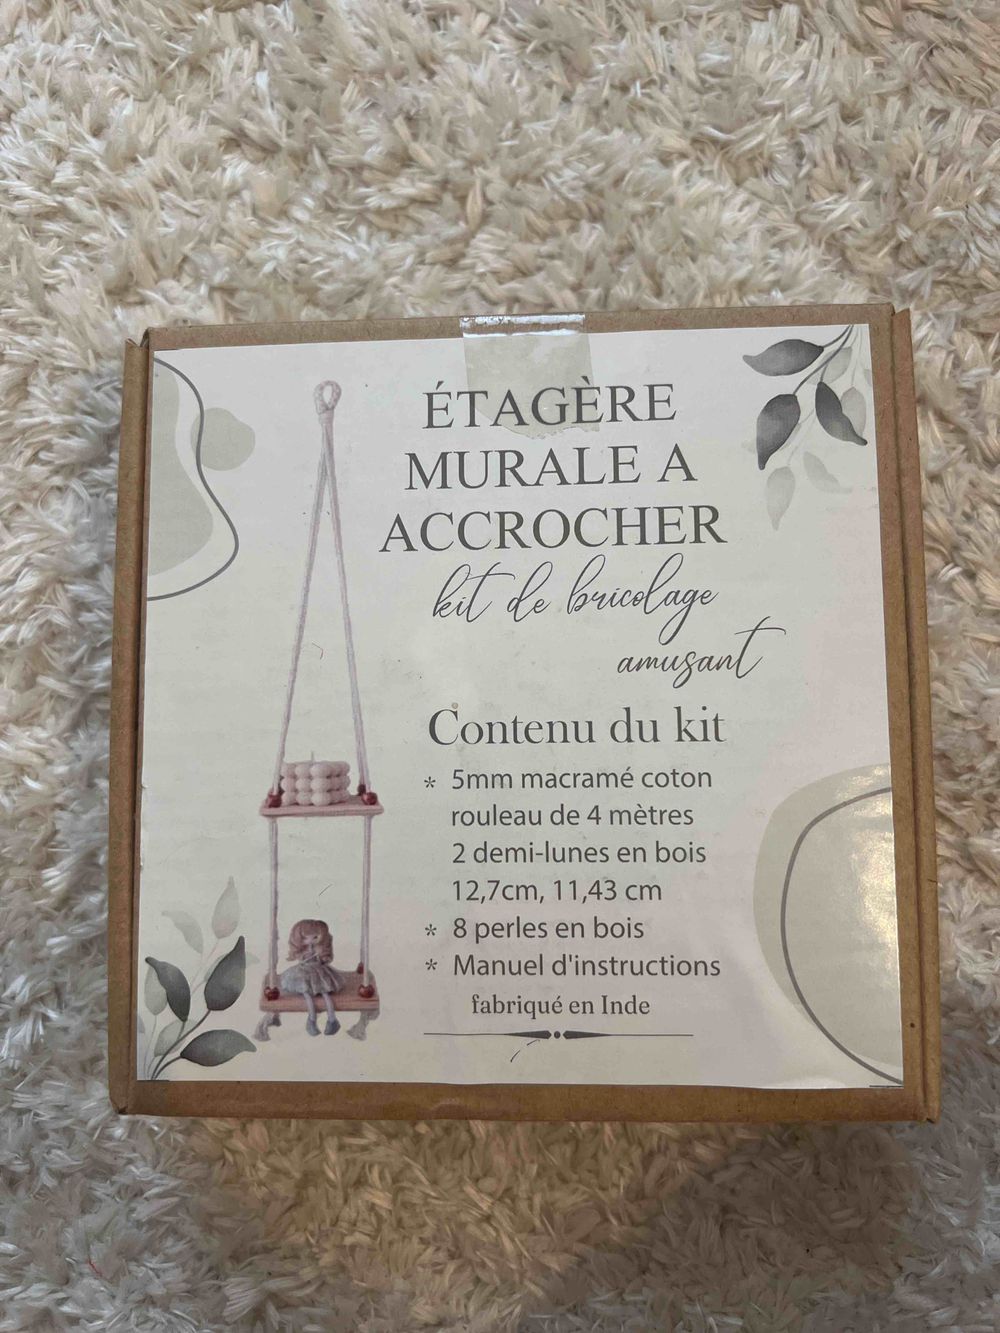 ÉTAGÈRE
MURALE A
ACCROCHER
kit de bricolage
amusant
Contenu du kit
* 5mm macramé coton
rouleau de 4 mètres
2 demi-lunes en bois
12,7cm, 11,43 cm
* 8 perles en bois
* Manuel d'instructions
fabriqué en Inde